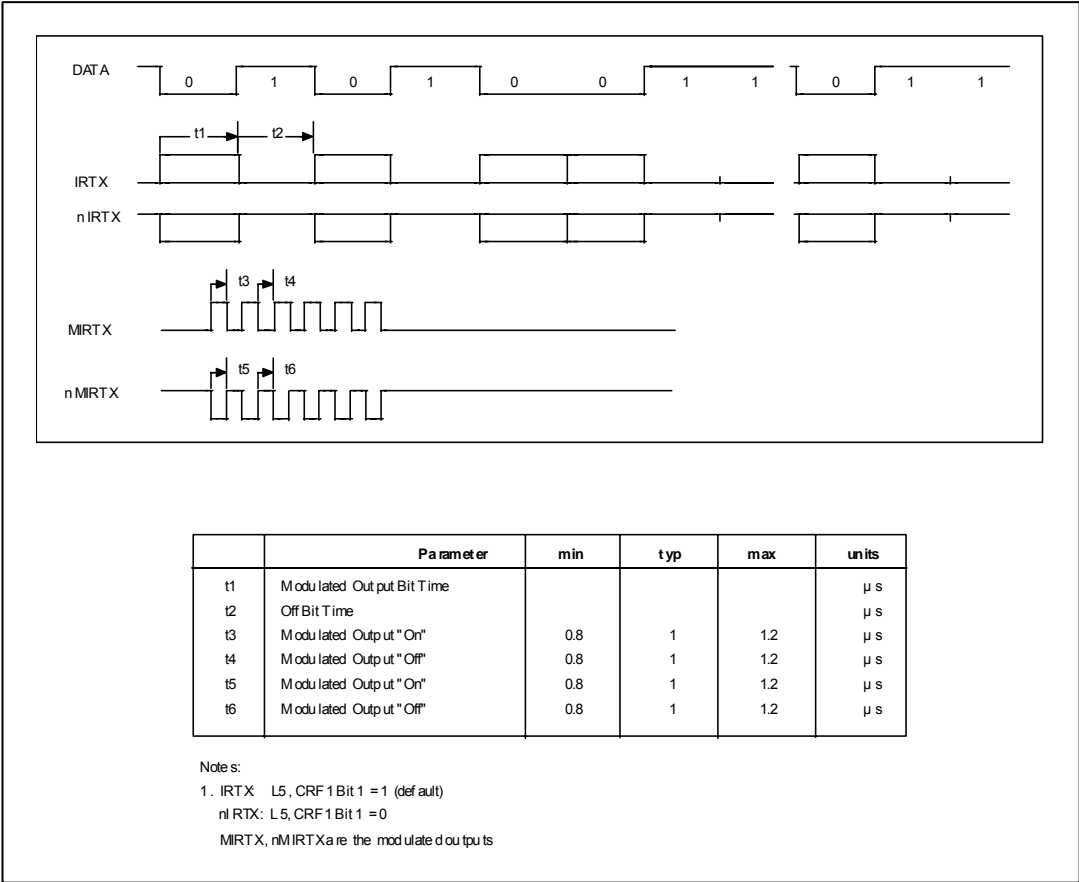 DATA 0 1 0 1 0 0 1 1 0 1 1
t1 t2
IRTX
nIRTX
t3 t4
MIRTX
t5 t6
nMIRTX
Parameter min typ max units
t1 Modulated Output Bit Time µs
t2 Off Bit Time µs
t3 Modulated Output "On" 0.8 1 1.2 µs
t4 Modulated Output "Off" 0.8 1 1.2 µs
t5 Modulated Output "On" 0.8 1 1.2 µs
t6 Modulated Output "Off" 0.8 1 1.2 µs
Notes:
1. IRTX: L5, CRF1 Bit 1 = 1 (default)
nIRTX: L5, CRF1 Bit 1 = 0
MIRTX, nMIRTX are the modulated outputs